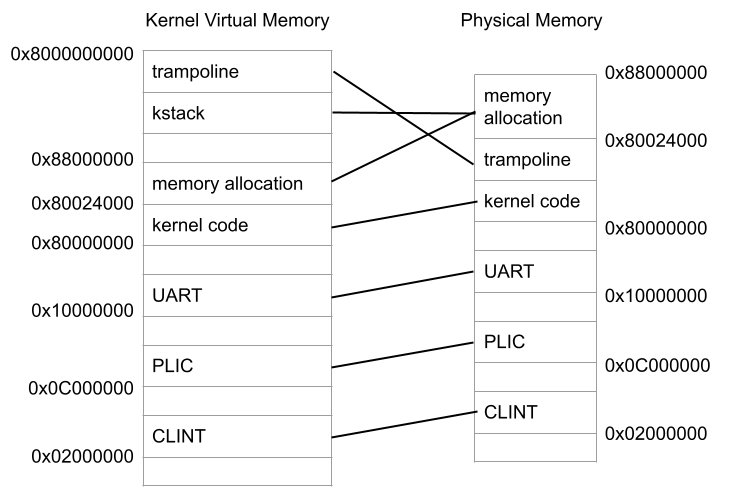 Kernel Virtual Memory
0x8000000000
trampoline
kstack
0x88000000
memory allocation
0x80024000
kernel code
0x80000000
UART
0x10000000
PLIC
0x0C000000
CLINT
0x02000000
Physical Memory
0x88000000
memory
allocation
0x80024000
trampoline
kernel code
0x80000000
UART
0x10000000
PLIC
0x0C000000
CLINT
0x02000000